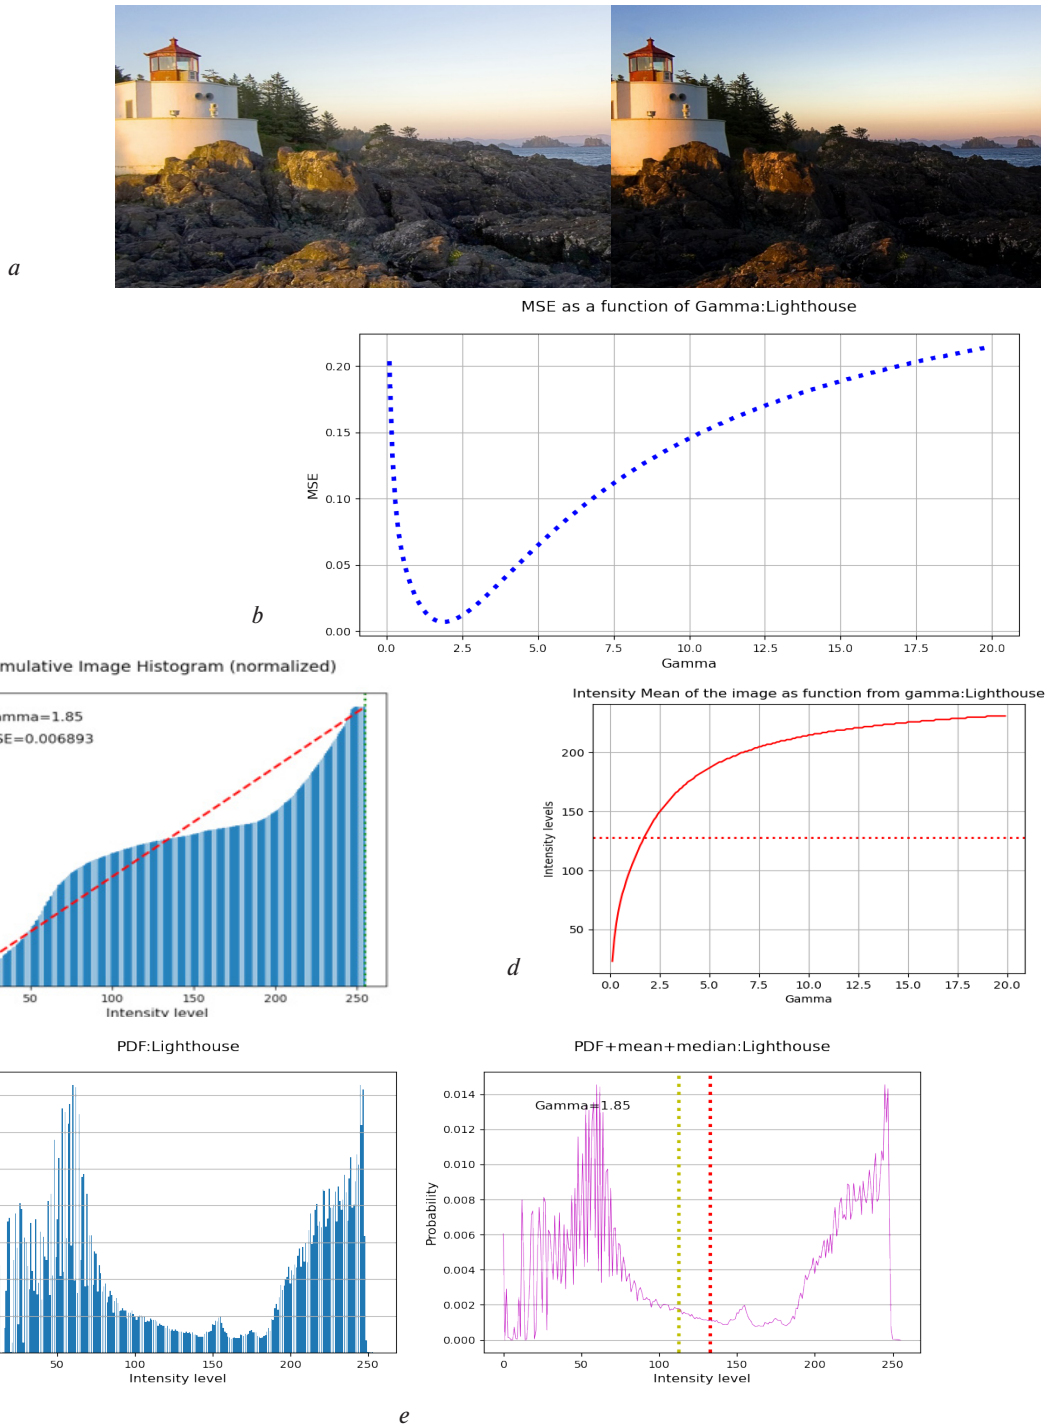 a
MSE as a function of Gamma:Lighthouse
0.20
0.15
0.10
0.05
0.00
MSE
0.0 2.5 5.0 7.5 10.0 12.5 15.0 17.5 20.0
Gamma
b
mulative Image Histogram (normalized)
amma=1.85
SE=0.006893
50 100 150 200 250
Intensity level
Intensity Mean of the image as function from gamma:Lighthouse
200
150
100
50
Intensity levels
0.0 2.5 5.0 7.5 10.0 12.5 15.0 17.5 20.0
Gamma
d
PDF:Lighthouse
50 100 150 200 250
Intensity level
PDF+mean+median:Lighthouse
Gamma=1.85
0.014
0.012
0.010
0.008
0.006
0.004
0.002
0.000
Probability
0 50 100 150 200 250
Intensity level
e